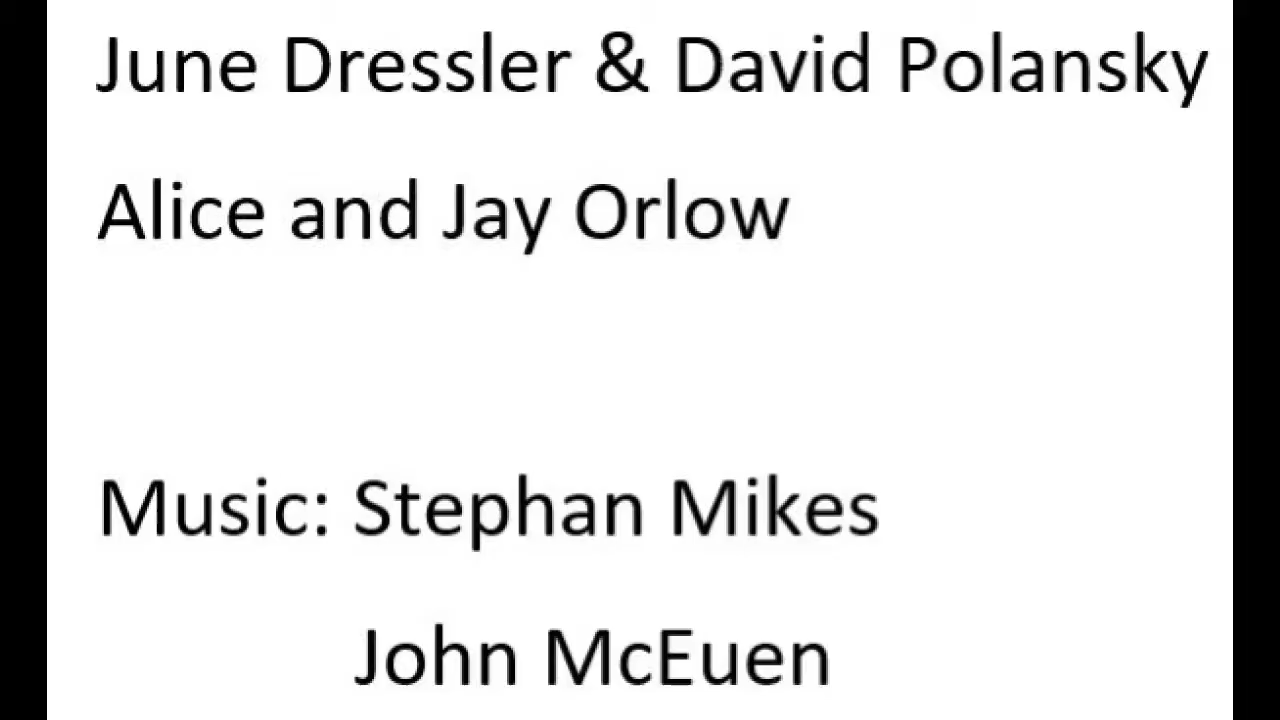 June Dressler & David Polansky
Alice and Jay Orlow
Music: Stephan Mikes
John McEuen